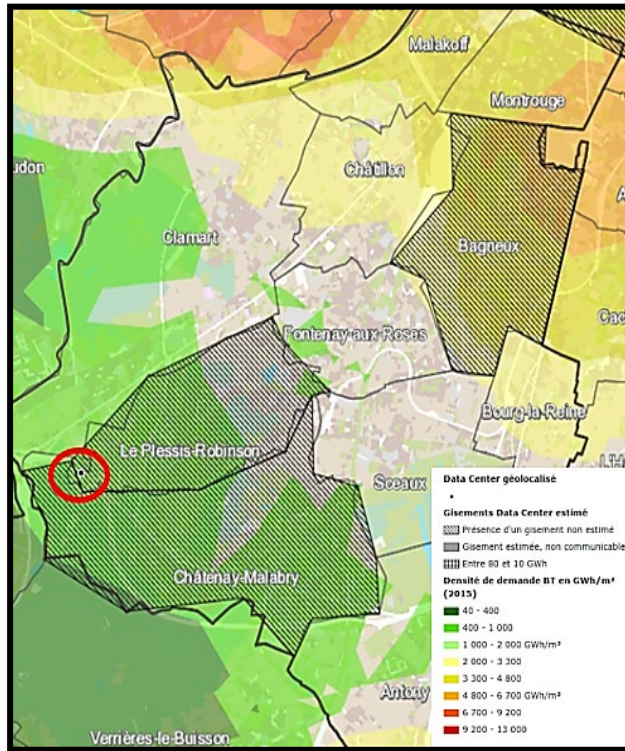 Malakoff
Montrouge
Châtillon
udon
Clamart
Bagneux
Cac
Fontenay-aux-Roses
Bourg-la-Reine
Le Plessis-Robinson
L'H
Sceaux
Châtenay-Malabry
Antony
Verrières-le-Buisson
Data Center géolocalisé
Gisements Data Center estimé
Présence d'un gisement non estimé
Gisement estimée, non communicable
Entre 80 et 10 GWh
Densité de demande BT en GWh/m²
(2015)
40 - 400
400 - 1 000
1 000 - 2 000 GWh/m²
2 000 - 3 300
3 300 - 4 800
4 800 - 6 700 GWh/m²
6 700 - 9 200
9 200 - 13 000